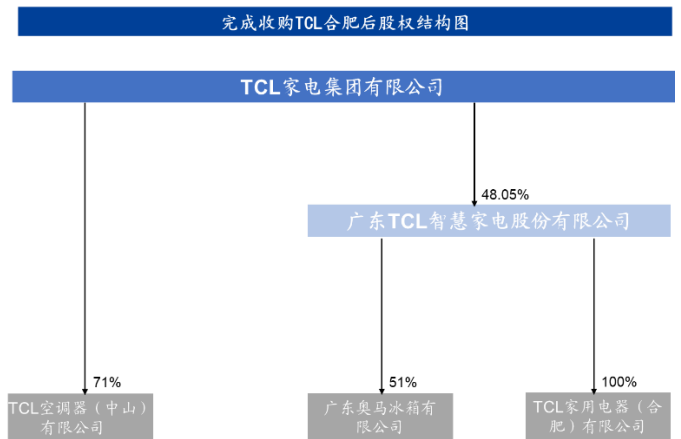 完成收购TCL合肥后股权结构图
TCL家电集团有限公司
48.05%
广东TCL智慧家电股份有限公司
71%
51%
100%
TCL空调器（中山）
有限公司
广东奥马冰箱有
限公司
TCL家用电器（合
肥）有限公司